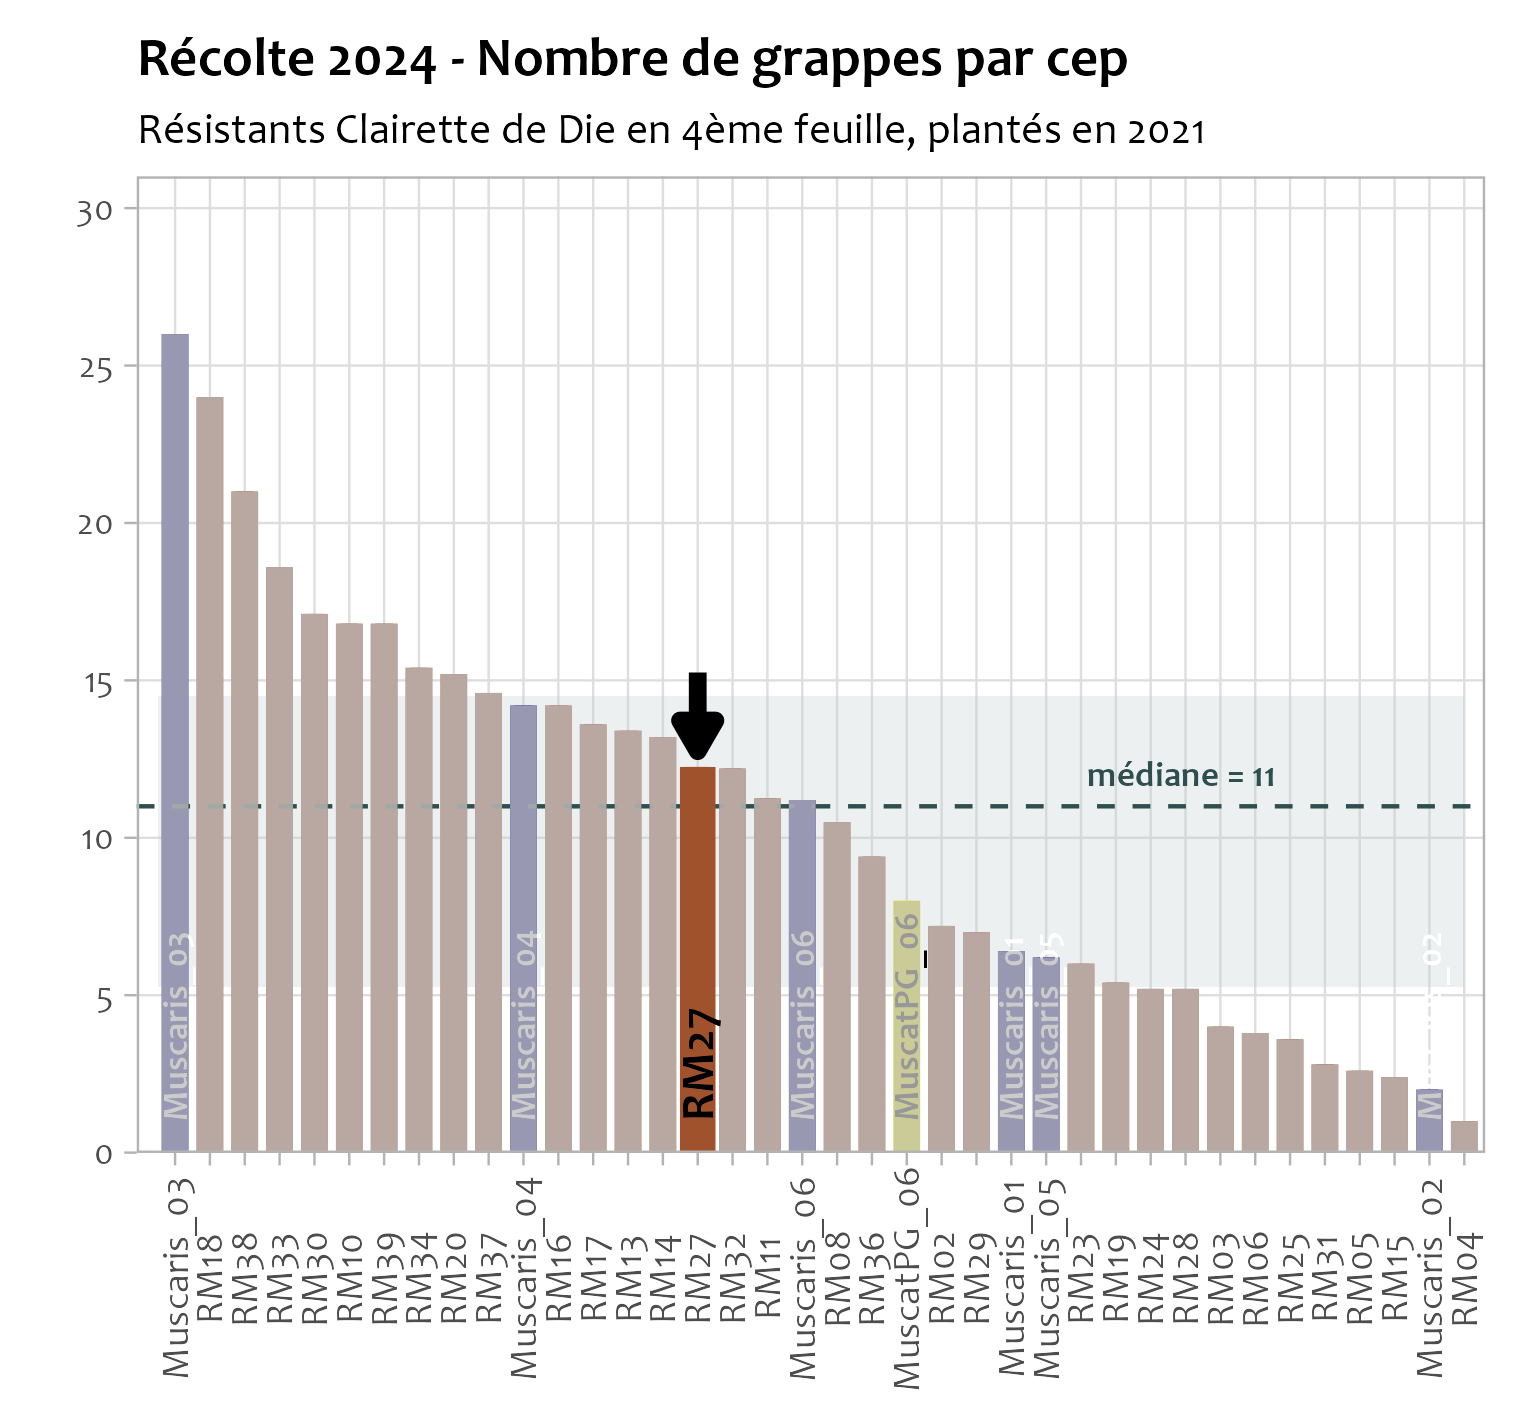 Récolte 2024 - Nombre de grappes par cep
Résistants Clairette de Die en 4ème feuille, plantés en 2021
30
25
20
15
10
5
0
médiane = 11
Muscaris_03
Muscaris_04
RM27
Muscaris_06
MuscatPG_06
Muscaris_01
Muscaris_05
Muscaris_02
Muscaris_03
RM18
RM38
RM33
RM30
RM10
RM39
RM34
RM20
RM37
Muscaris_04
RM16
RM17
RM13
RM14
RM27
RM32
RM11
Muscaris_06
RM08
RM36
MuscatPG_06
RM02
RM29
Muscaris_01
Muscaris_05
RM23
RM19
RM24
RM28
RM03
RM06
RM25
RM31
RM05
RM15
Muscaris_02
RM04